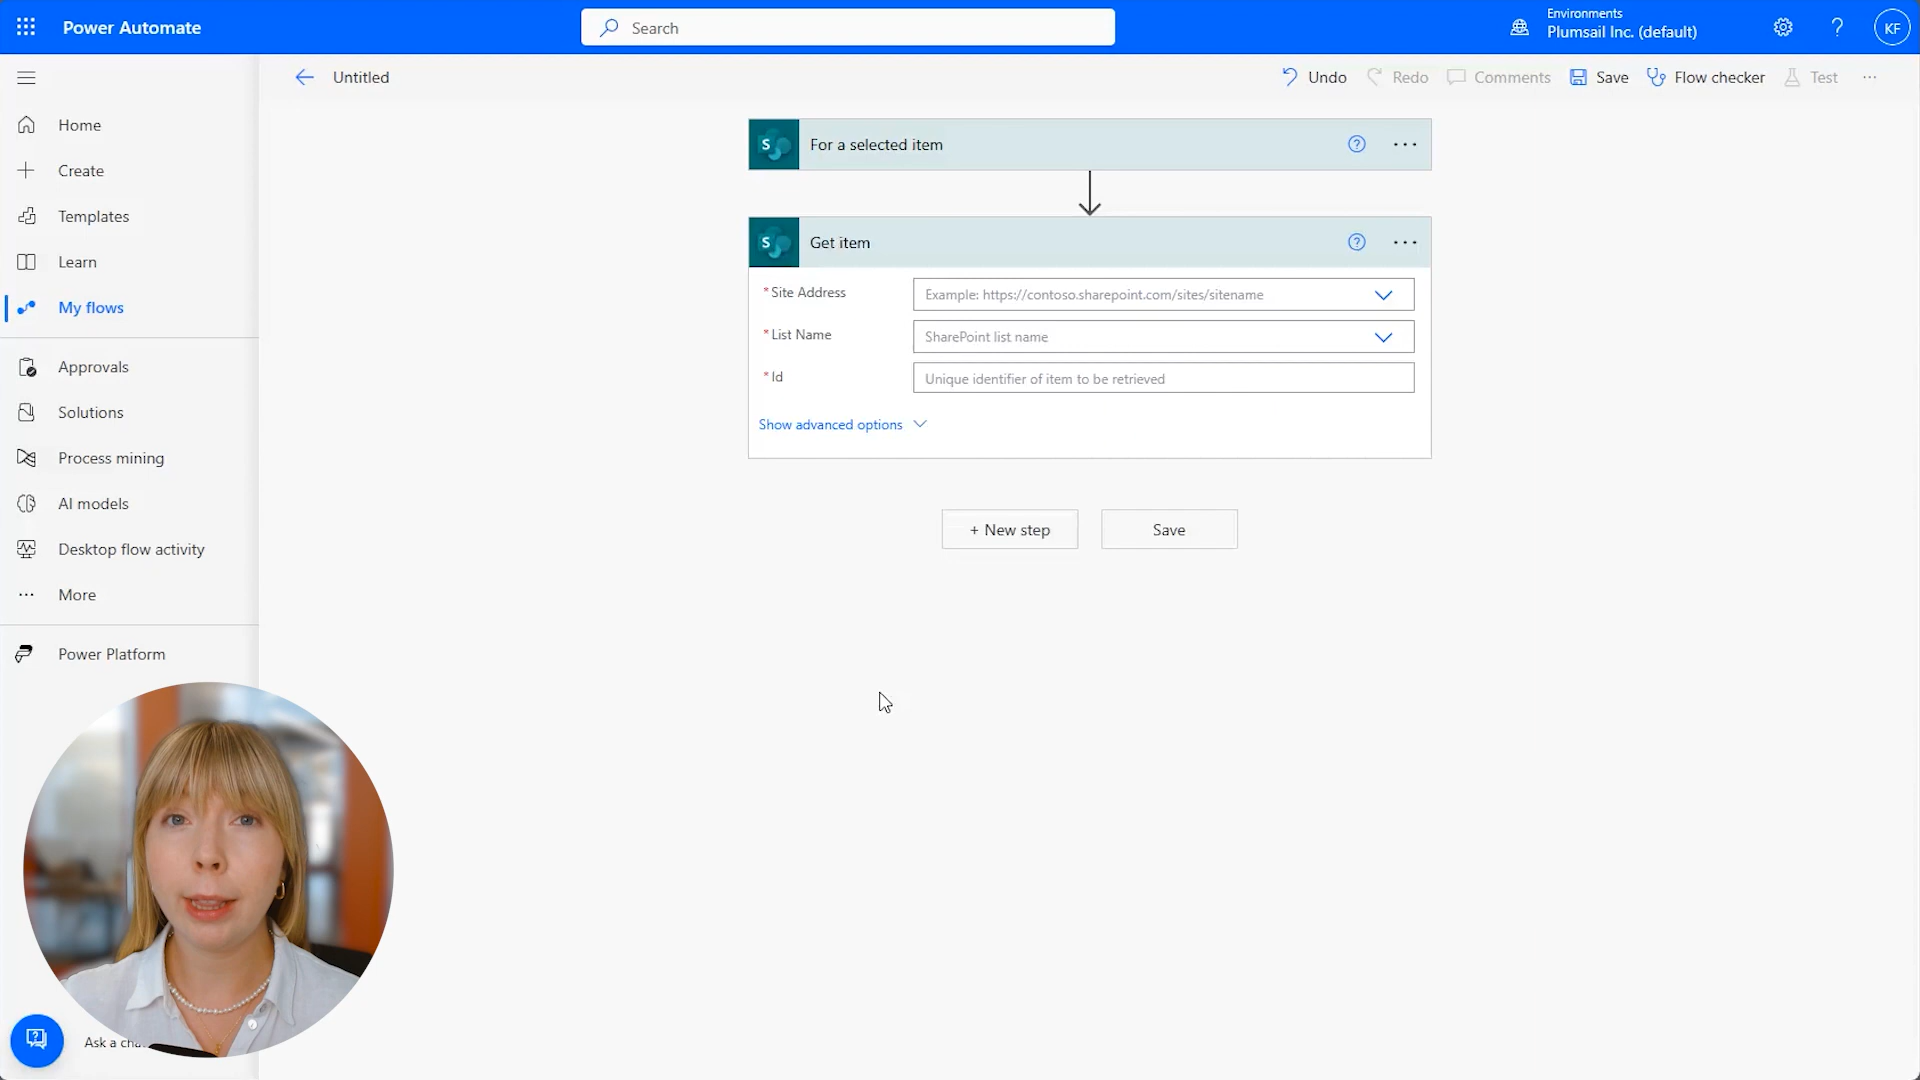 Power Automate
Search
Environments
Plumsail Inc. (default)
KF
Untitled
Undo
Redo
Comments
Save
Flow checker
Test
Home
Create
Templates
Learn
My flows
Approvals
Solutions
Process mining
AI models
Desktop flow activity
More
Power Platform
Ask a cha
S
For a selected item
S
Get item
* Site Address
Example: https://contoso.sharepoint.com/sites/sitename
* List Name
SharePoint list name
* Id
Unique identifier of item to be retrieved
Show advanced options
+ New step
Save